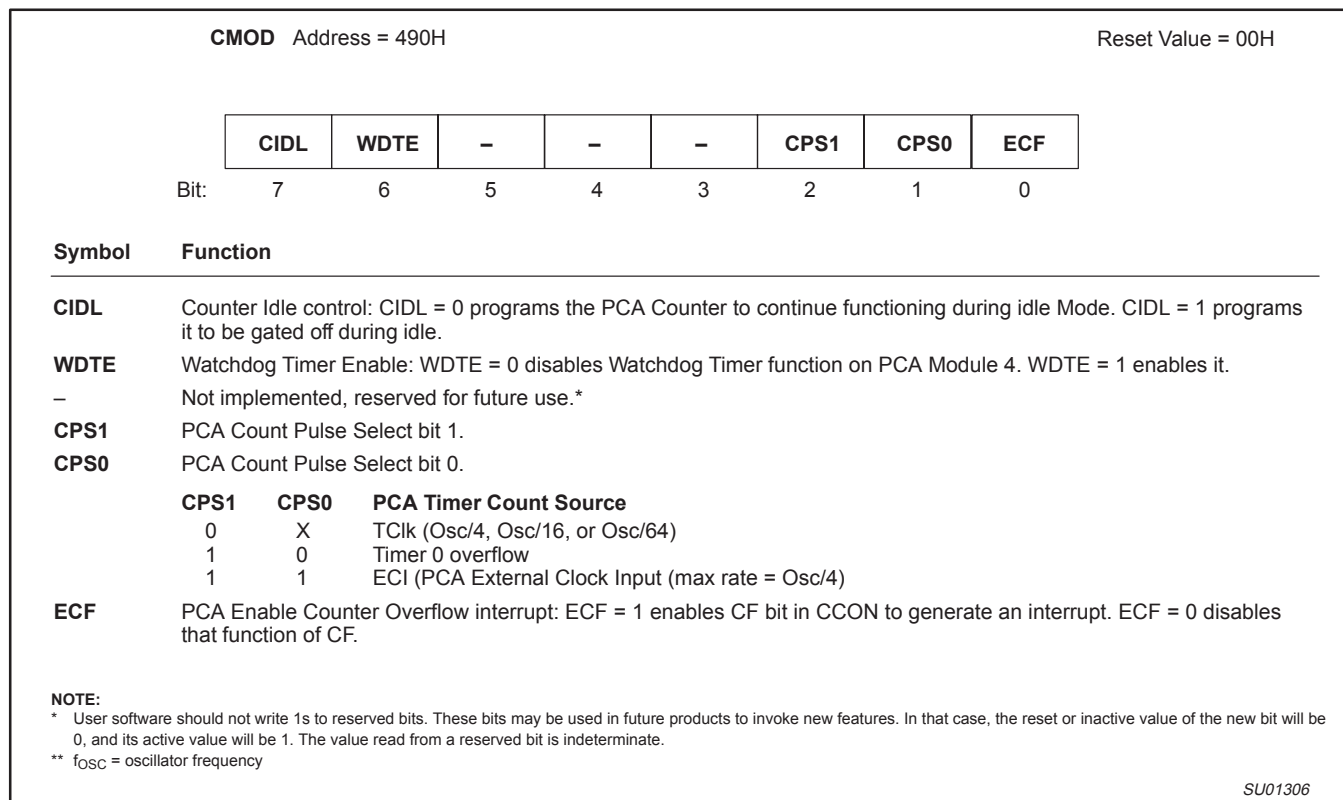 CMOD Address = 490H Reset Value = 00H
CIDL WDTE – – – CPS1 CPS0 ECF
Bit: 7 6 5 4 3 2 1 0
Symbol Function
CIDL Counter Idle control: CIDL = 0 programs the PCA Counter to continue functioning during idle Mode. CIDL = 1 programs
it to be gated off during idle.
WDTE Watchdog Timer Enable: WDTE = 0 disables Watchdog Timer function on PCA Module 4. WDTE = 1 enables it.
– Not implemented, reserved for future use.*
CPS1 PCA Count Pulse Select bit 1.
CPS0 PCA Count Pulse Select bit 0.
CPS1 CPS0 PCA Timer Count Source
0 X TClk (Osc/4, Osc/16, or Osc/64)
1 0 Timer 0 overflow
1 1 ECI (PCA External Clock Input (max rate = Osc/4)
ECF PCA Enable Counter Overflow interrupt: ECF = 1 enables CF bit in CCON to generate an interrupt. ECF = 0 disables
that function of CF.
NOTE:
* User software should not write 1s to reserved bits. These bits may be used in future products to invoke new features. In that case, the reset or inactive value of the new bit will be
0, and its active value will be 1. The value read from a reserved bit is indeterminate.
** fOSC = oscillator frequency
SU01306